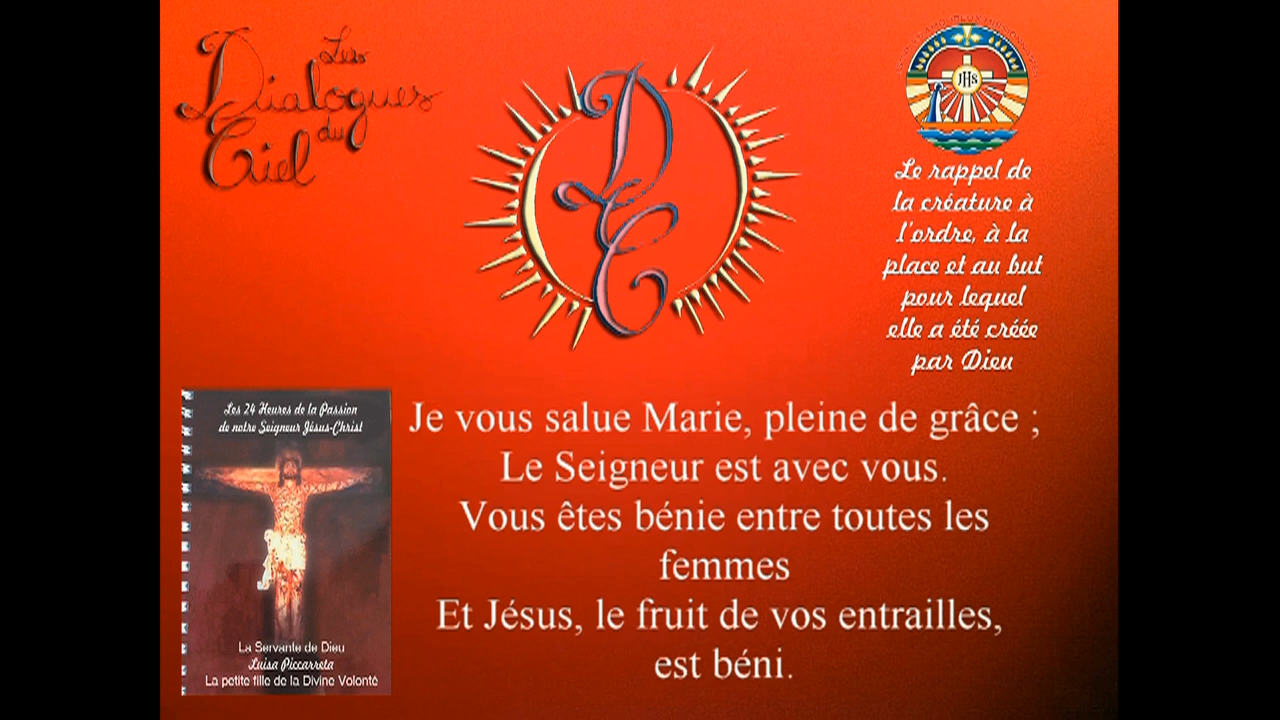 Les
Dialogues
du
Ciel
DC
JHS
Le rappel de
la créature à
l'ordre, à la
place et au but
pour lequel
elle a été créée
par Dieu
Les 24 Heures de la Passion
de notre Seigneur Jésus-Christ
La Servante de Dieu
Luisa Piccarreta
La petite fille de la Divine Volonté
Je vous salue Marie, pleine de grâce ;
Le Seigneur est avec vous.
Vous êtes bénie entre toutes les
femmes
Et Jésus, le fruit de vos entrailles,
est béni.